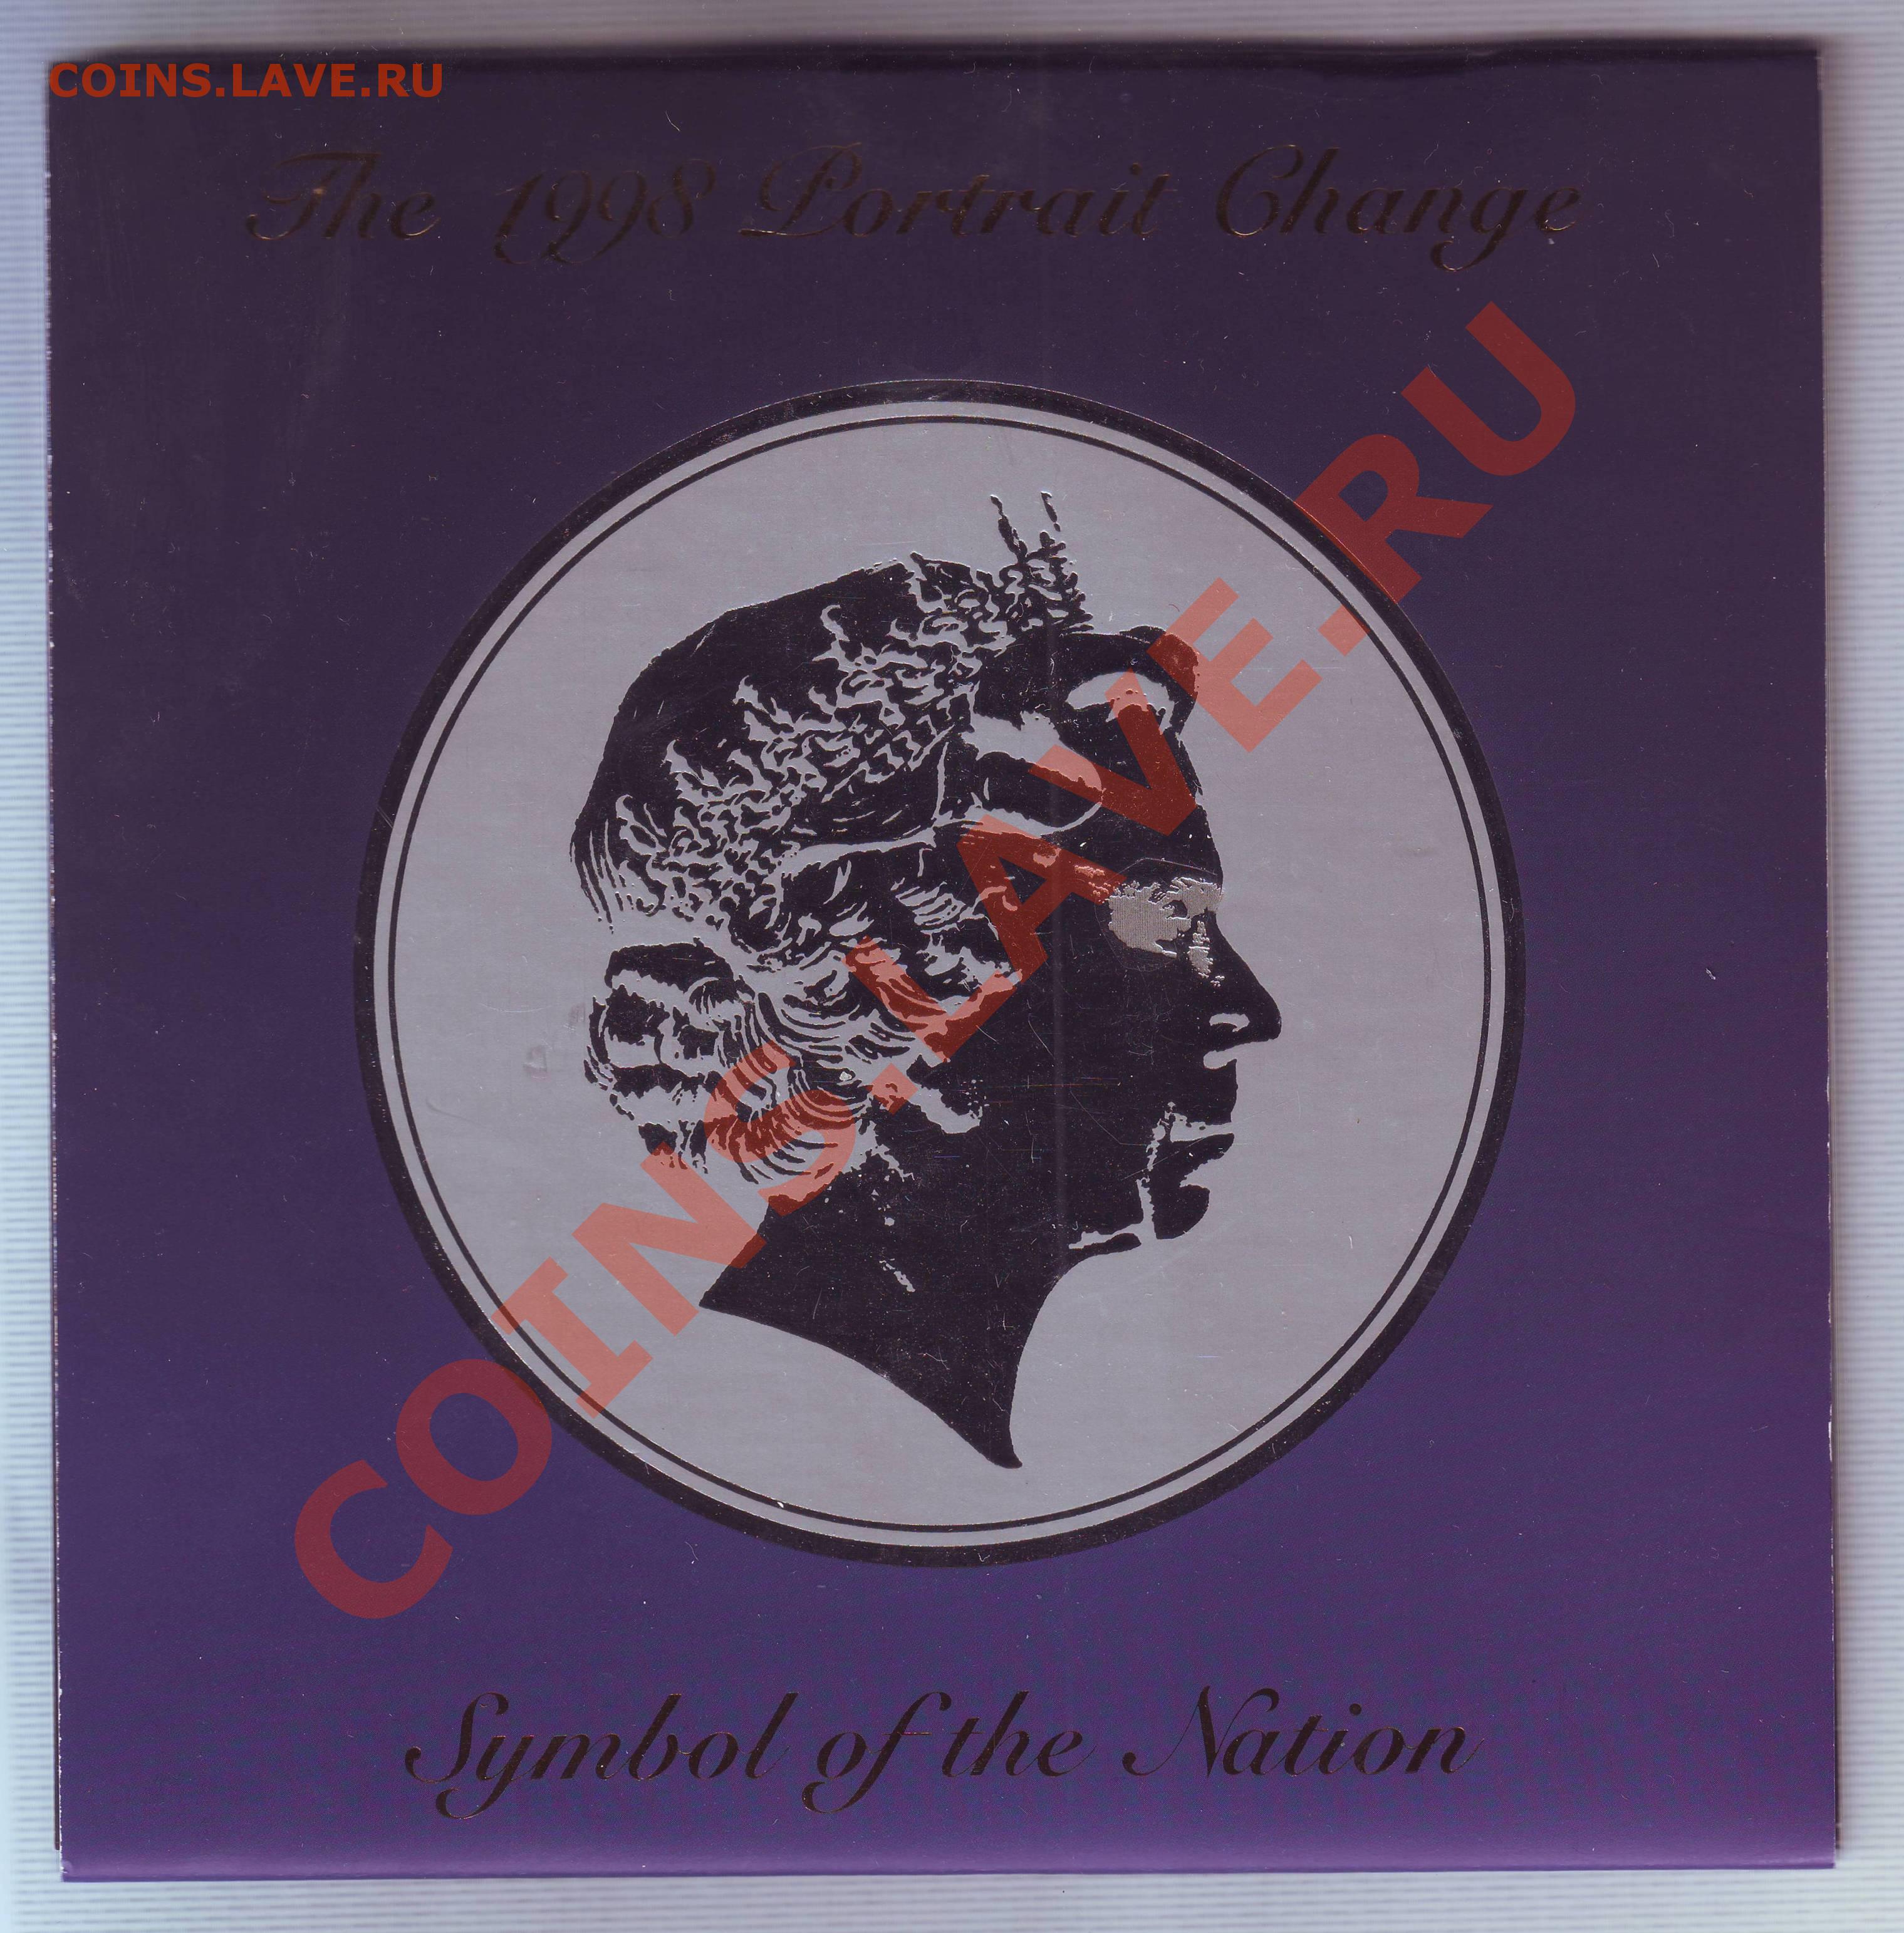 COINS.LAVE.RU
The 1998 Portrait Change
COINS.LAVE.RU
Symbol of the Nation